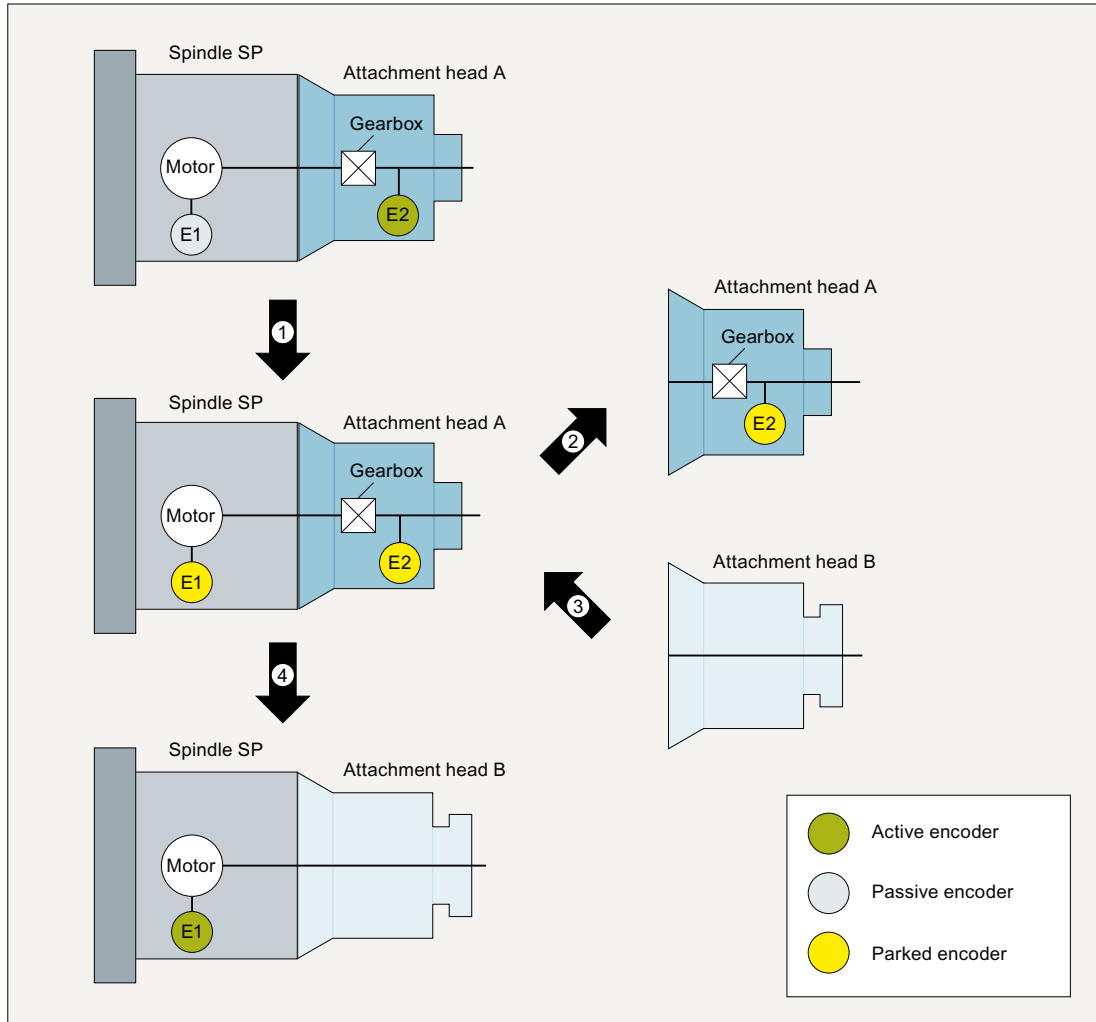 Spindle SP
Attachment head A
Gearbox
Motor
E1
E2
1
Attachment head A
Gearbox
E2
2
Spindle SP
Attachment head A
Gearbox
Motor
E1
E2
3
Attachment head B
4
Spindle SP
Attachment head B
Motor
E1
Active encoder
Passive encoder
Parked encoder